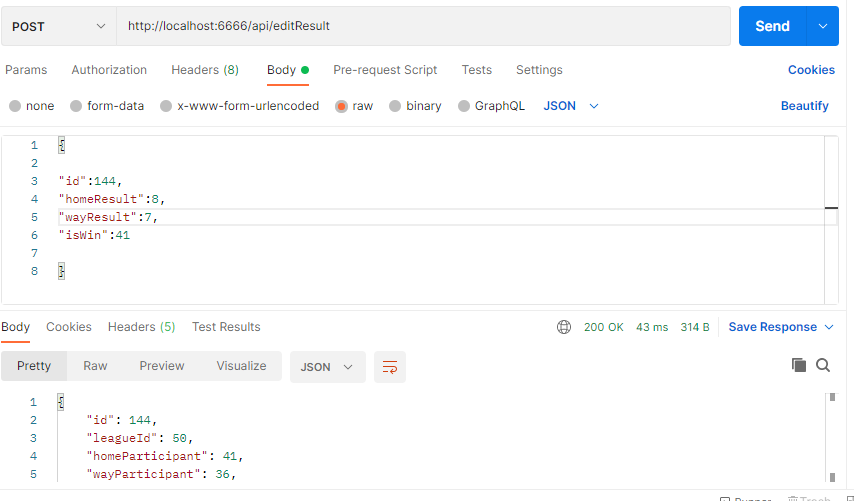 POST http://localhost:6666/api/editResult Send
Params Authorization Headers (8) Body Pre-request Script Tests Settings Cookies
none form-data x-www-form-urlencoded raw binary GraphQL JSON Beautify
1 {
2
3 "id":144,
4 "homeResult":8,
5 "wayResult":7,
6 "isWin":41
7
8 }
Body Cookies Headers (5) Test Results 200 OK 43 ms 314 B Save Response
Pretty Raw Preview Visualize JSON
1 {
2 "id": 144,
3 "leagueId": 50,
4 "homeParticipant": 41,
5 "wayParticipant": 36,
Runner Trash